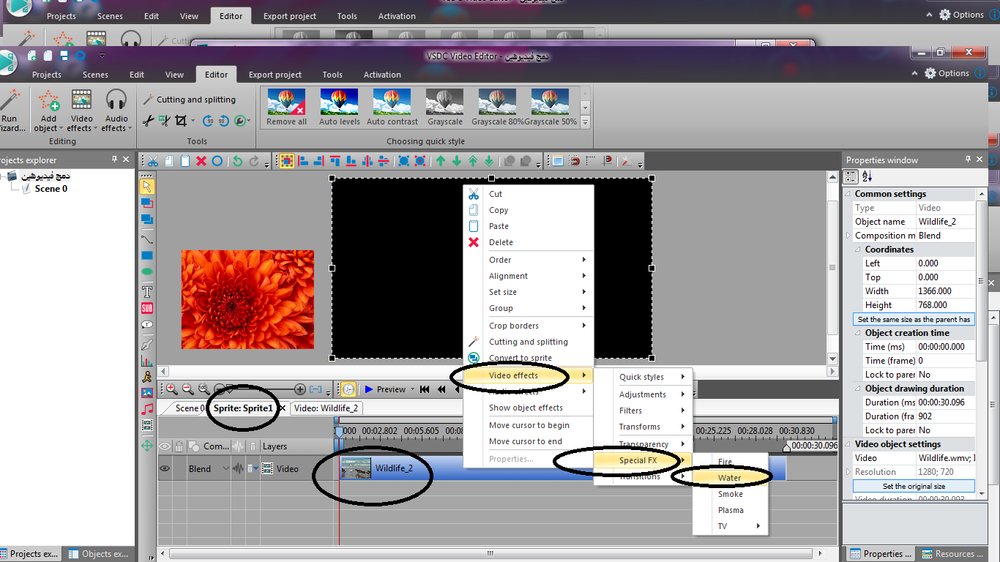 Projects Scenes Edit View Editor Export project Tools Activation Options
VSDC Video Editor - دمج فيديوهين
Projects Scenes Edit View Editor Export project Tools Activation Options
Run
Add object
Video effects
Audio effects
Editing
Cutting and splitting
Tools
Remove all Auto levels Auto contrast Grayscale Grayscale 80% Grayscale 50%
Choosing quick style
دمج فيديوهين
Scene 0
Projects ex... Objects ex...
SUB
Cut
Copy
Paste
Delete
Order
Alignment
Set size
Group
Crop borders
Cutting and splitting
Convert to sprite
Video effects
Audio effects
Show object effects
Move cursor to begin
Move cursor to end
Properties...
Quick styles
Adjustments
Filters
Transforms
Transparency
Special FX
Transitions
Fire
Water
Smoke
Plasma
TV
Preview
Scene 0 Sprite: Sprite1 Video: Wildlife_2
000 00:02.802 00:05.605 00:25.225 00:28.028 00:30.830
Com... Layers 00:00:30.096
Blend Video Wildlife_2
Properties window
Common settings
Type Video
Object name Wildlife_2
Composition m Blend
Coordinates
Left 0.000
Top 0.000
Width 1366.000
Height 768.000
Set the same size as the parent has
Object creation time
Time (ms) 00:00:00.000
Time (frame) 0
Lock to paren No
Object drawing duration
Duration (ms 00:00:30.096
Duration (fra 902
Lock to paren No
Video object settings
Video Wildlife.wmv; I
Resolution 1280; 720
Set the original size
Video duration 00:00:30.093
Properties ... Resources ...